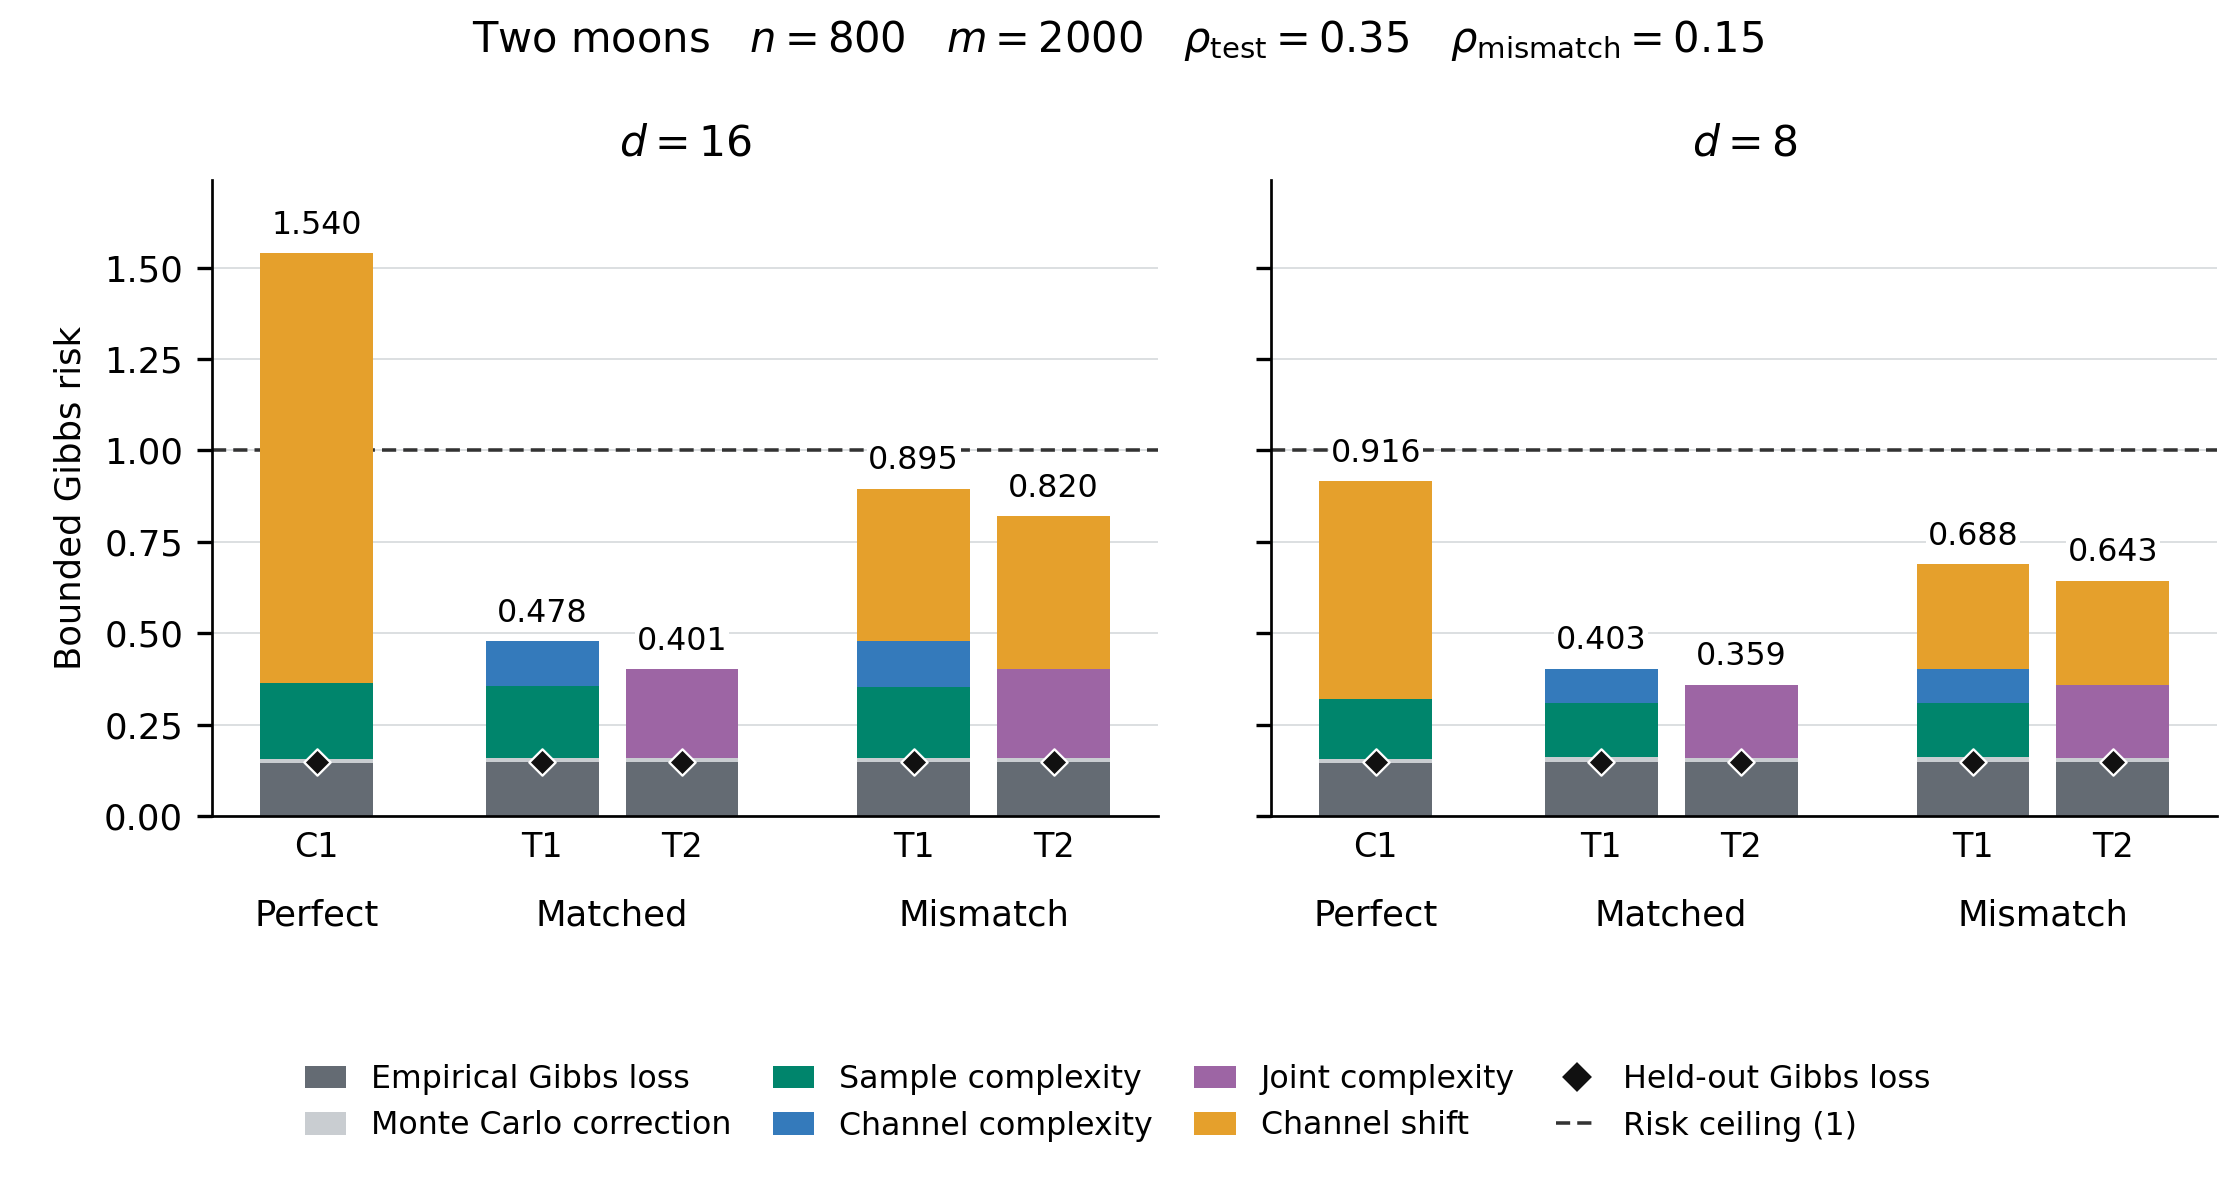 Two moons n = 800 m = 2000 ρtest = 0.35 ρmismatch = 0.15
d = 16
d = 8
Bounded Gibbs risk
1.50
1.25
1.00
0.75
0.50
0.25
0.00
1.540
0.478
0.401
0.895
0.820
0.916
0.403
0.359
0.688
0.643
C1 T1 T2 T1 T2
Perfect Matched Mismatch
C1 T1 T2 T1 T2
Perfect Matched Mismatch
Empirical Gibbs loss
Monte Carlo correction
Sample complexity
Channel complexity
Joint complexity
Channel shift
Held-out Gibbs loss
Risk ceiling (1)